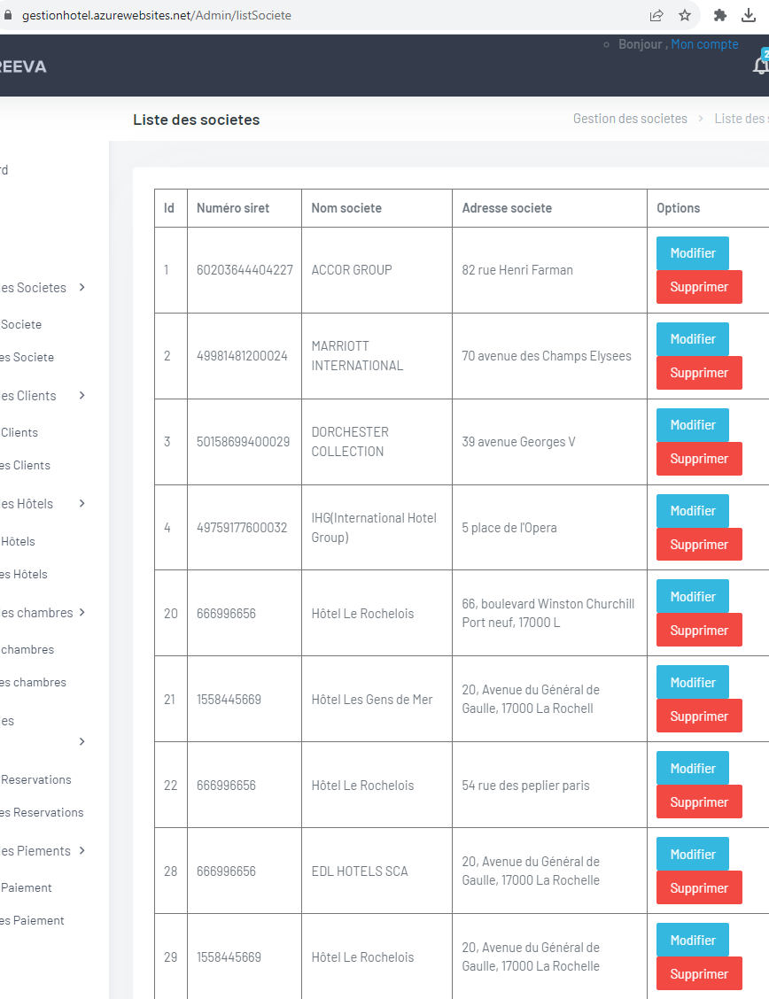 gestionhotel.azurewebsites.net/Admin/listSociete
Bonjour , Mon compte
REEVA
2
Liste des societes
Gestion des societes > Liste des
rd
es Societes
Societe
es Societe
es Clients
Clients
es Clients
es Hôtels
Hôtels
es Hôtels
es chambres
chambres
es chambres
es
Reservations
es Reservations
es Piements
Paiement
es Paiement
Id Numéro siret Nom societe Adresse societe Options
1 60203644404227 ACCOR GROUP 82 rue Henri Farman
Modifier
Supprimer
2 49981481200024 MARRIOTT
INTERNATIONAL
70 avenue des Champs Elysees
Modifier
Supprimer
3 50158699400029 DORCHESTER
COLLECTION
39 avenue Georges V
Modifier
Supprimer
4 49759177600032 IHG(International Hotel
Group)
5 place de l'Opera
Modifier
Supprimer
20 666996656 Hôtel Le Rochelois
66, boulevard Winston Churchill
Port neuf, 17000 L
Modifier
Supprimer
21 1558445669 Hôtel Les Gens de Mer
20, Avenue du Général de
Gaulle, 17000 La Rochell
Modifier
Supprimer
22 666996656 Hôtel Le Rochelois 54 rue des peplier paris
Modifier
Supprimer
28 666996656 EDL HOTELS SCA
20, Avenue du Général de
Gaulle, 17000 La Rochelle
Modifier
Supprimer
29 1558445669 Hôtel Le Rochelois
20, Avenue du Général de
Gaulle, 17000 La Rochelle
Modifier
Supprimer